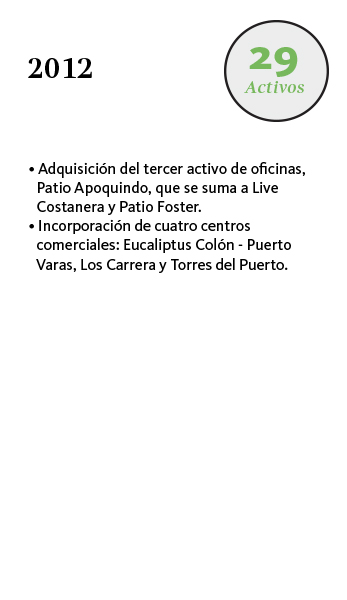 2012
29
Activos
• Adquisición del tercer activo de oficinas,
Patio Apoquindo, que se suma a Live
Costanera y Patio Foster.
• Incorporación de cuatro centros
comerciales: Eucaliptus Colón - Puerto
Varas, Los Carrera y Torres del Puerto.